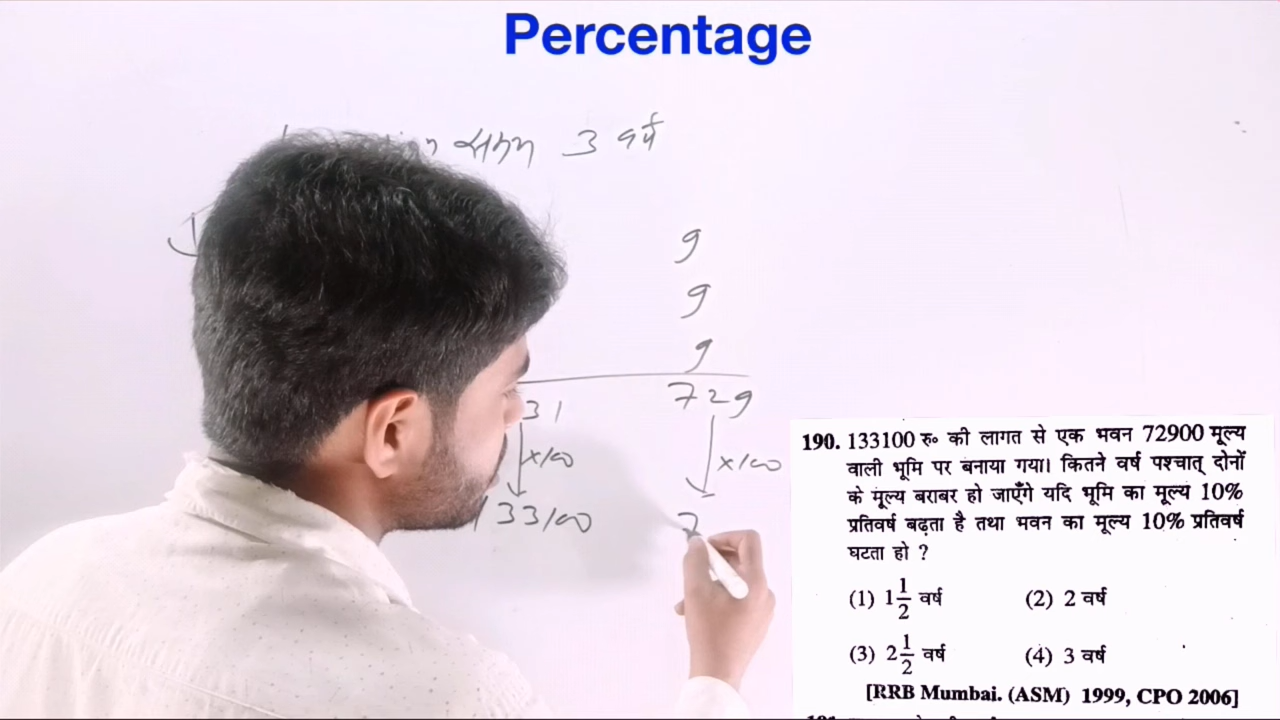 Percentage
समय 3 वर्ष
9
9
9
31 729
×100 ×100
133100 7
190. 133100 रु० की लागत से एक भवन 72900 मूल्य
वाली भूमि पर बनाया गया। कितने वर्ष पश्चात् दोनों
के मूल्य बराबर हो जाएँगे यदि भूमि का मूल्य 10%
प्रतिवर्ष बढ़ता है तथा भवन का मूल्य 10% प्रतिवर्ष
घटता हो ?
(1) 1 1/2 वर्ष (2) 2 वर्ष
(3) 2 1/2 वर्ष (4) 3 वर्ष
[RRB Mumbai. (ASM) 1999, CPO 2006]